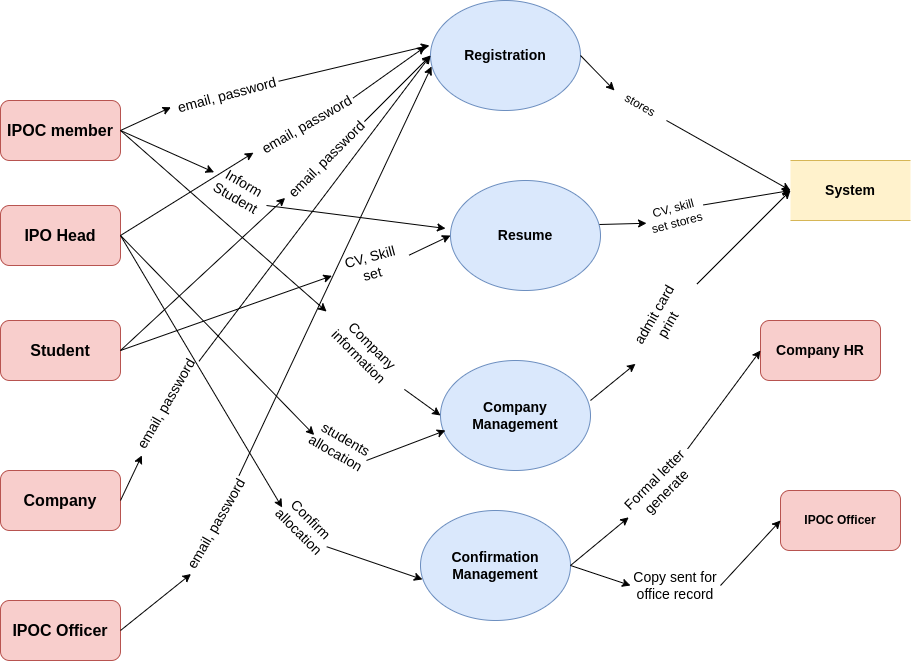 Registration
email, password
IPOC member
email, password
stores
email, password
Inform
Student
System
CV, skill
set stores
IPO Head
Resume
CV, Skill
set
Student
Company
information
admit card
print
Company HR
email, password
Company
Management
students
allocation
Company
Formal letter
generate
email, password
Confirm
allocation
IPOC Officer
Confirmation
Management
Copy sent for
office record
IPOC Officer